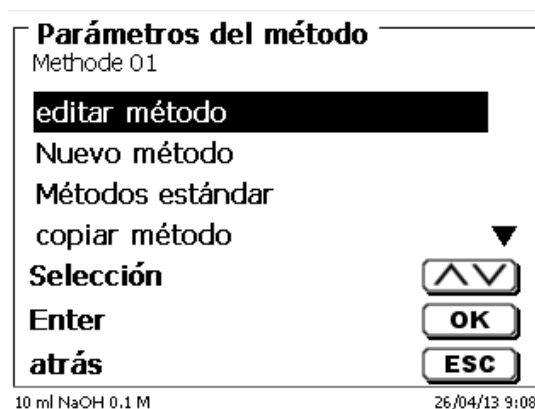 Parámetros del método
Methode 01
editar método
Nuevo método
Métodos estándar
copiar método
Selección
Enter OK
atrás ESC
10 ml NaOH 0.1 M 26/04/13 9:08